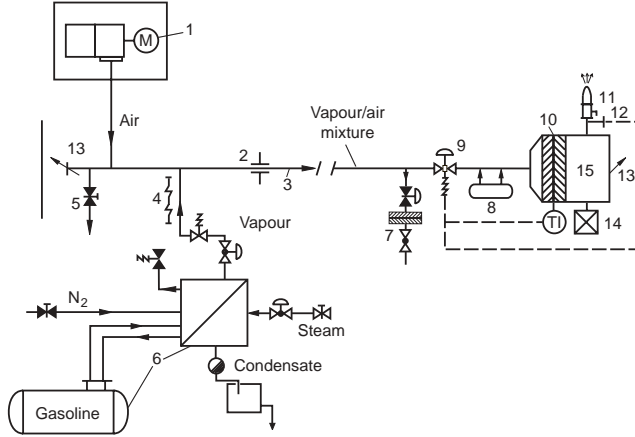 1
M
Air
11
12
10
Vapour/air
mixture
13
2
9
3
15
13
4
5
8
7
TI
14
Vapour
N2
Steam
6
Condensate
Gasoline